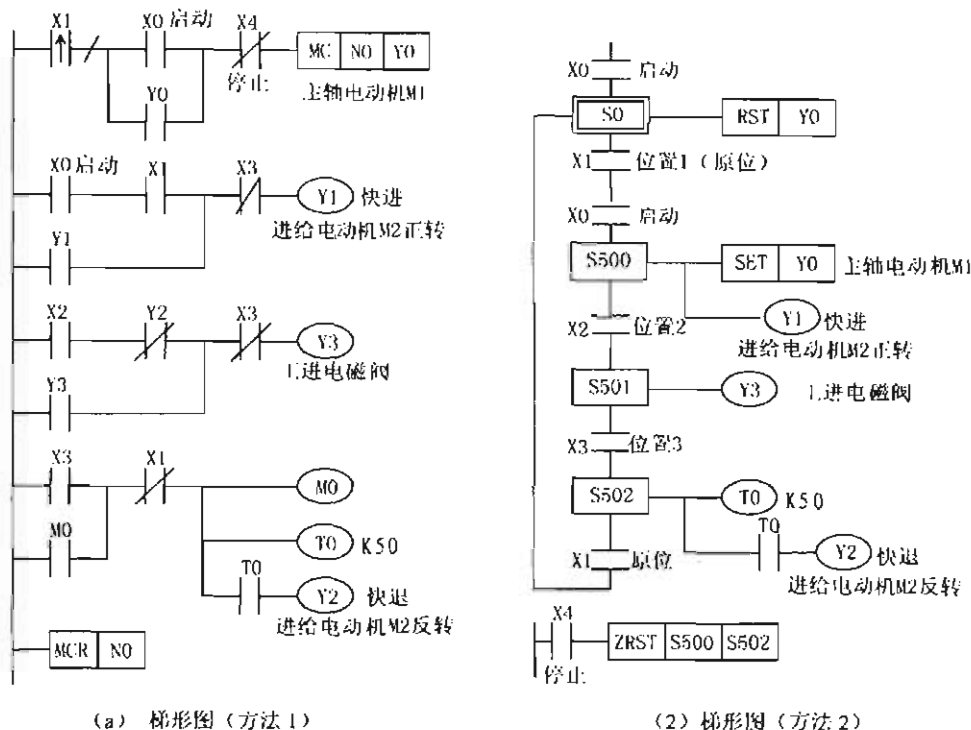 X1 X0 启动 X4
MC N0 Y0
停止
主轴电动机M1
Y0
X0 启动 X1 X3
Y1 快进
进给电动机M2正转
Y1
X2 Y2 X3
Y3
工进电磁阀
Y3
X3 X1
M0
M0
T0 K50
T0
Y2 快退
进给电动机M2反转
MCR N0
(a) 梯形图（方法1）
X0 启动
S0 RST Y0
X1 位置1（原位）
X0 启动
S500 SET Y0 主轴电动机M1
Y1 快进
X2 位置2
进给电动机M2正转
S501 Y3 工进电磁阀
X3 位置3
S502 T0 K50
T0
X1 原位 Y2 快退
进给电动机M2反转
X4
ZRST S500 S502
停止
(2) 梯形图（方法2）